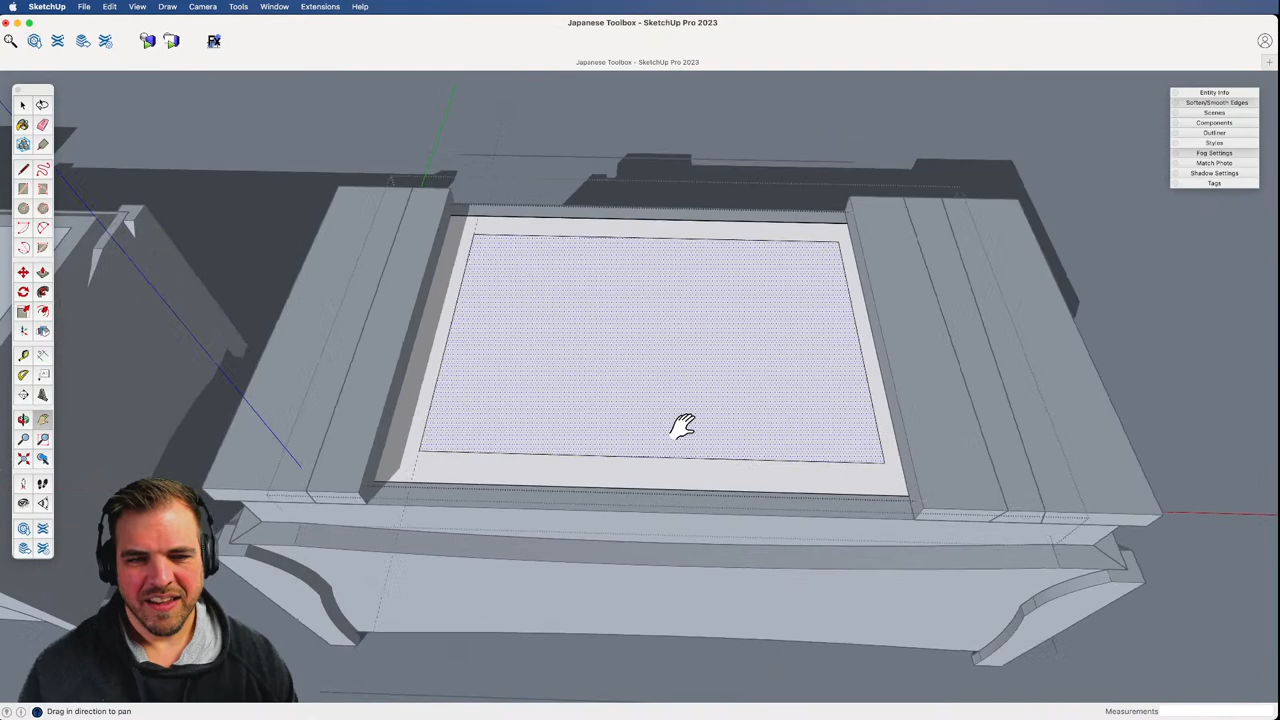 SketchUp File Edit View Draw Camera Tools Window Extensions Help
Japanese Toolbox - SketchUp Pro 2023
Japanese Toolbox - SketchUp Pro 2023
Entity Info
Soften/Smooth Edges
Scenes
Components
Outliner
Styles
Fog Settings
Match Photo
Shadow Settings
Tags
Drag in direction to pan
Measurements